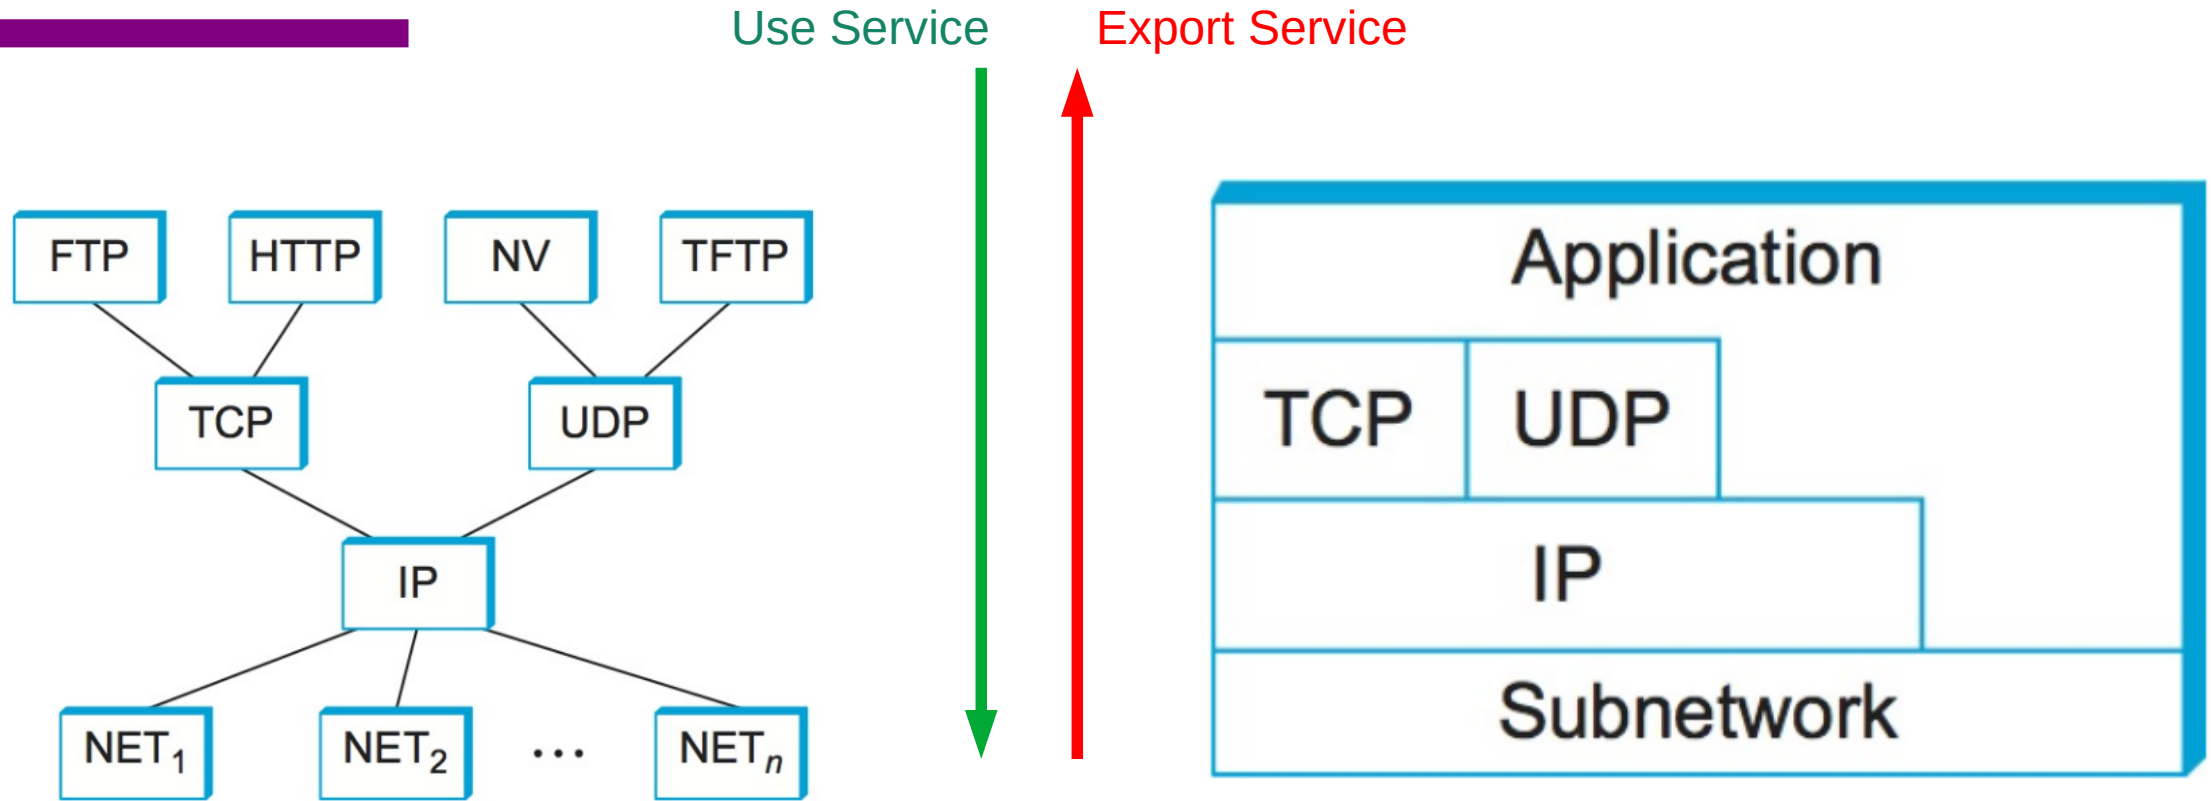 Use Service
Export Service
FTP
HTTP
NV
TFTP
TCP
UDP
IP
NET1
NET2
...
NETn
Application
TCP
UDP
IP
Subnetwork